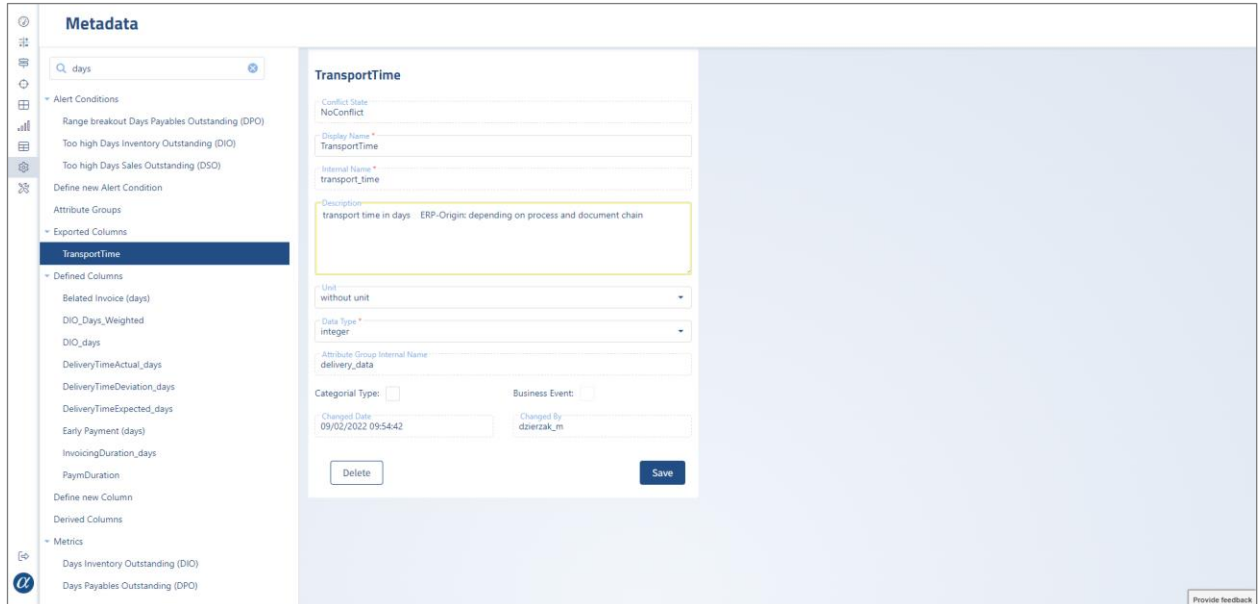 Metadata
days
Alert Conditions
Range breakout Days Payables Outstanding (DPO)
Too high Days Inventory Outstanding (DIO)
Too high Days Sales Outstanding (DSO)
Define new Alert Condition
Attribute Groups
Exported Columns
TransportTime
Defined Columns
Belated Invoice (days)
DIO_Days_Weighted
DIO_days
DeliveryTimeActual_days
DeliveryTimeDeviation_days
DeliveryTimeExpected_days
Early Payment (days)
InvoicingDuration_days
PaymDuration
Define new Column
Derived Columns
Metrics
Days Inventory Outstanding (DIO)
Days Payables Outstanding (DPO)
α
TransportTime
Conflict State
NoConflict
Display Name *
TransportTime
Internal Name *
transport_time
Description
transport time in days ERP-Origin: depending on process and document chain
Unit
without unit
Data Type *
integer
Attribute Group Internal Name
delivery_data
Categorial Type: Business Event:
Changed Date Changed By
09/02/2022 09:54:42 dzierzak_m
Delete Save
Provide feedback